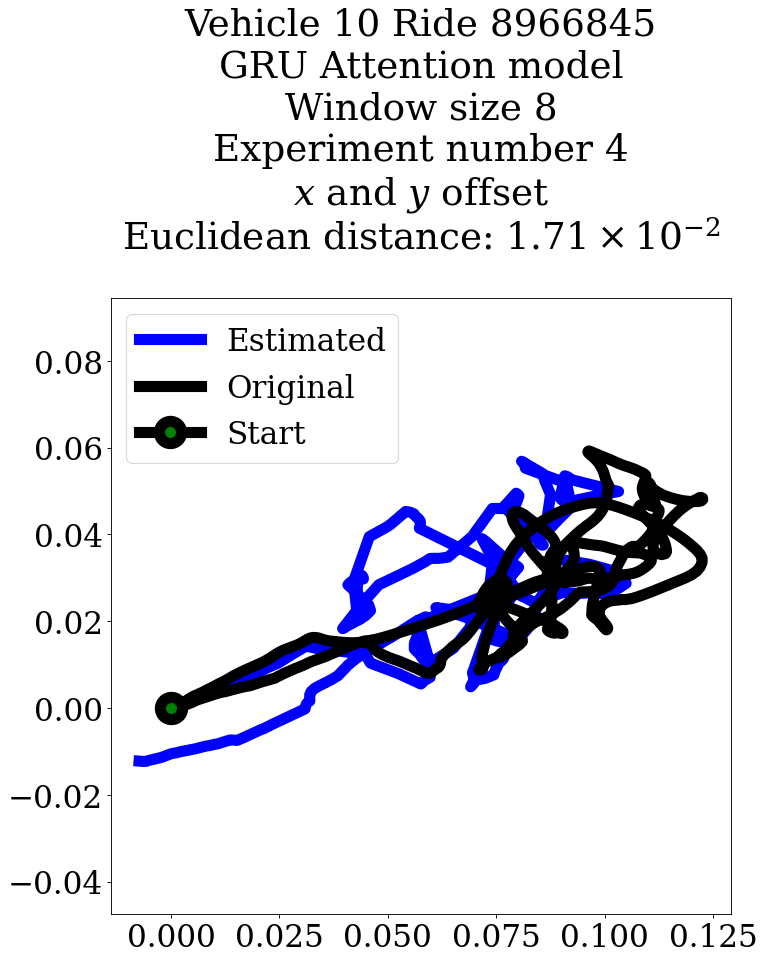 Vehicle 10 Ride 8966845
GRU Attention model
Window size 8
Experiment number 4
x and y offset
Euclidean distance: 1.71 × 10⁻²
Estimated
Original
Start
0.08
0.06
0.04
0.02
0.00
−0.02
−0.04
0.000 0.025 0.050 0.075 0.100 0.125